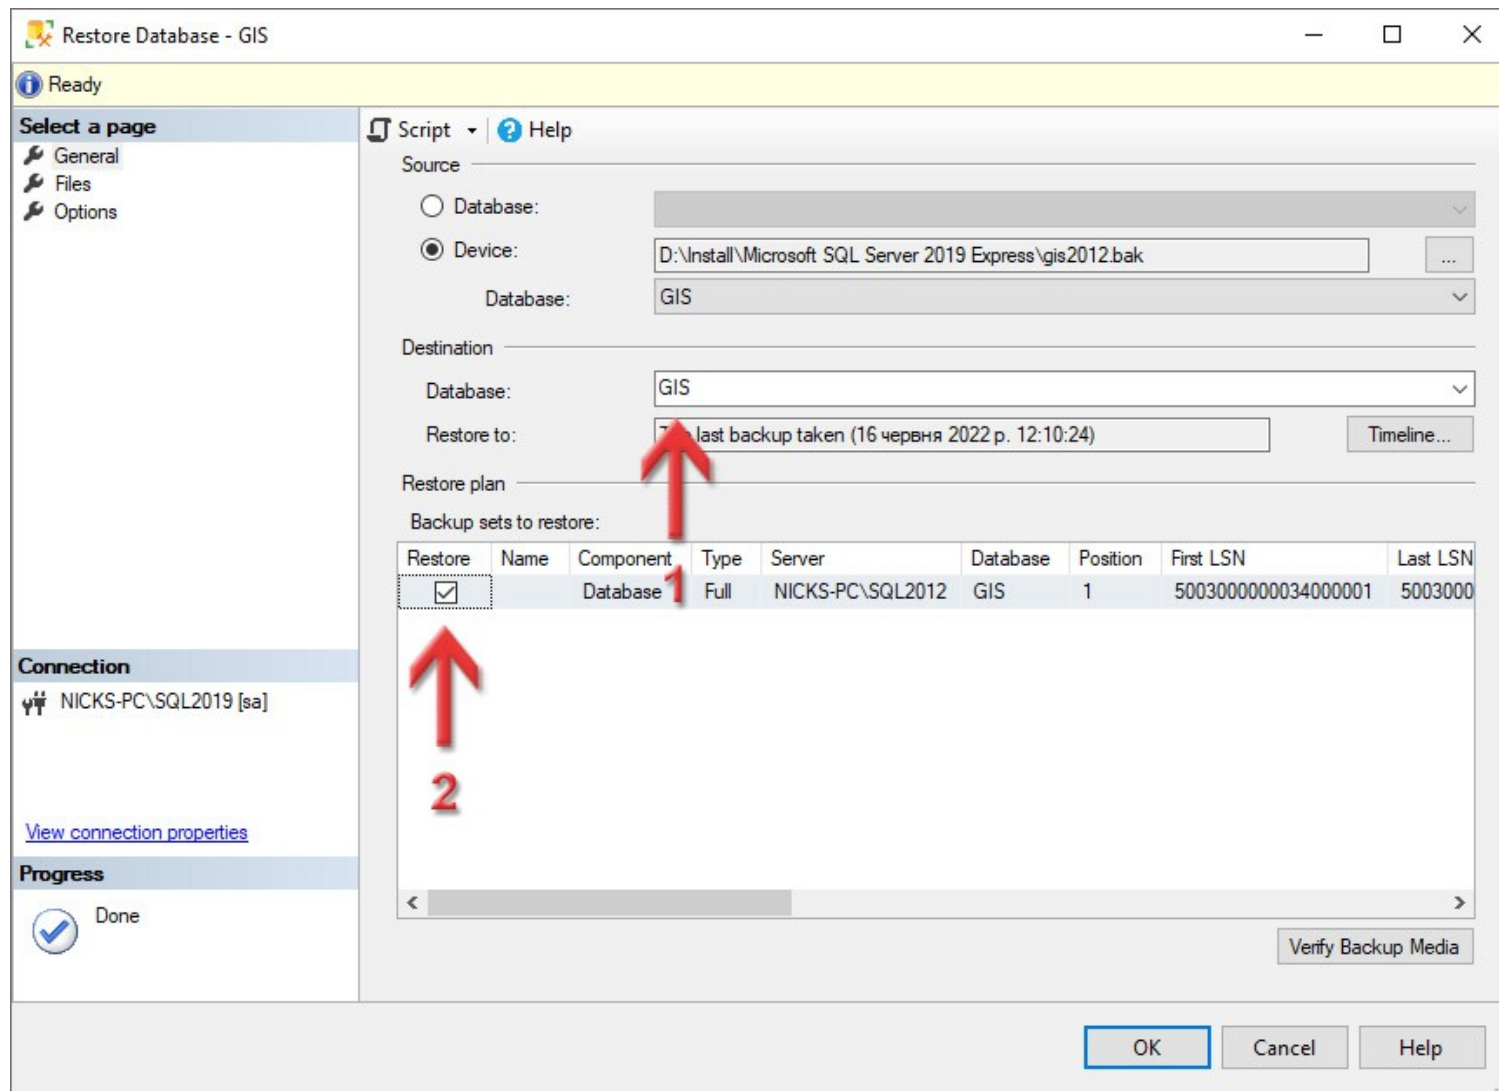 Restore Database - GIS
Ready
Select a page
General
Files
Options
Script
Help
Source
Database:
Device:
D:\Install\Microsoft SQL Server 2019 Express\gis2012.bak
...
Database:
GIS
Destination
Database:
GIS
Restore to:
last backup taken (16 червня 2022 р. 12:10:24)
Timeline...
Restore plan
Backup sets to restore:
Restore Name Component Type Server Database Position First LSN Last LSN
Database Full NICKS-PC\SQL2012 GIS 1 5003000000034000001 5003000
1
2
Connection
NICKS-PC\SQL2019 [sa]
View connection properties
Progress
Done
Verify Backup Media
OK
Cancel
Help